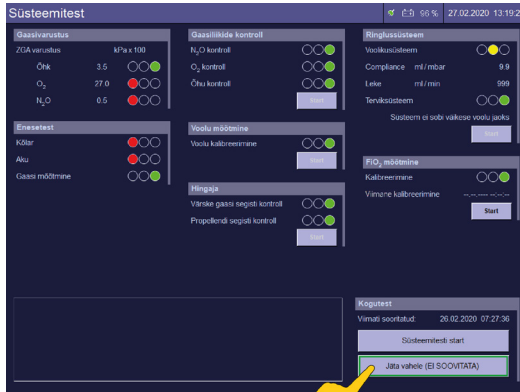 Süsteemitest
96 %
27.02.2020 13:19:2
Gaasivarustus
ZGA varustus kPa x 100
Õhk 3.5
O₂ 27.0
N₂O 0.5
Enesetest
Kõlar
Aku
Gaasi mõõtmine
Gaasiliikide kontroll
N₂O kontroll
O₂ kontroll
Õhu kontroll
Start
Voolu mõõtmine
Voolu kalibreerimine
Start
Hingaja
Värske gaasi segisti kontroll
Propellendi segisti kontroll
Start
Ringlussüsteem
Voolikusüsteem
Compliance ml/mbar 9.9
Leke ml/min 999
Terviksüsteem
Süsteem ei sobi väikese voolu jaoks
Start
FiO₂ mõõtmine
Kalibreerimine
Viimane kalibreerimine --.--.---- --:--:--
Start
Kogutest
Viimati sooritatud: 26.02.2020 07:27:36
Süsteemitesti start
Jäta vahele (EI SOOVITATA)